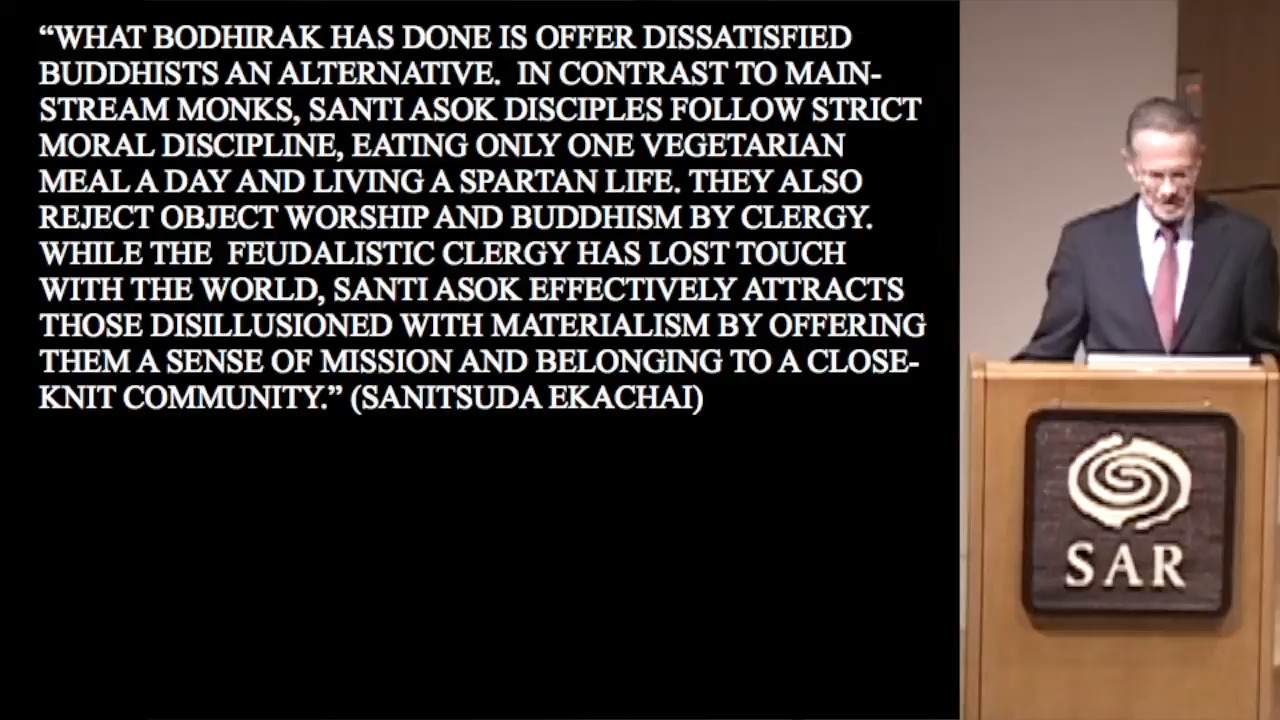 “WHAT BODHIRAK HAS DONE IS OFFER DISSATISFIED
BUDDHISTS AN ALTERNATIVE. IN CONTRAST TO MAIN-
STREAM MONKS, SANTI ASOK DISCIPLES FOLLOW STRICT
MORAL DISCIPLINE, EATING ONLY ONE VEGETARIAN
MEAL A DAY AND LIVING A SPARTAN LIFE. THEY ALSO
REJECT OBJECT WORSHIP AND BUDDHISM BY CLERGY.
WHILE THE FEUDALISTIC CLERGY HAS LOST TOUCH
WITH THE WORLD, SANTI ASOK EFFECTIVELY ATTRACTS
THOSE DISILLUSIONED WITH MATERIALISM BY OFFERING
THEM A SENSE OF MISSION AND BELONGING TO A CLOSE-
KNIT COMMUNITY.” (SANITSUDA EKACHAI)
SAR